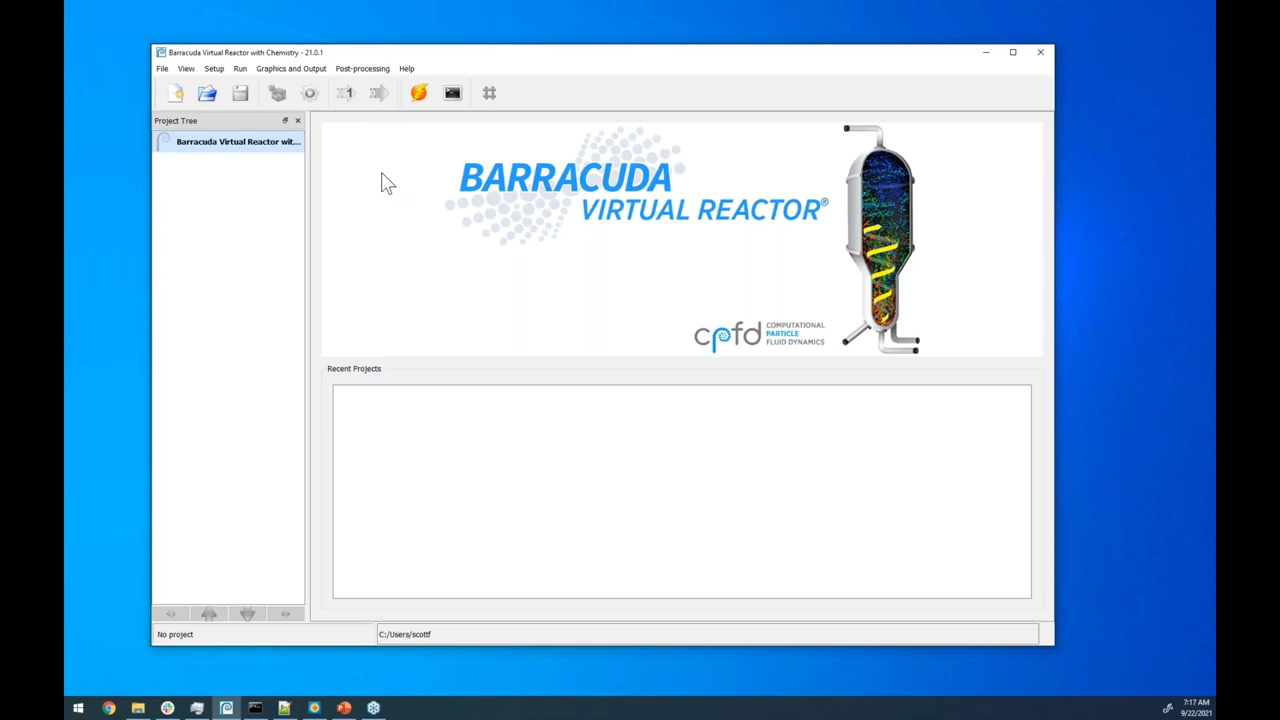 Barracuda Virtual Reactor with Chemistry - 21.0.1
File View Setup Run Graphics and Output Post-processing Help
1
Project Tree
Barracuda Virtual Reactor wit...
BARRACUDA
VIRTUAL REACTOR®
cpfd COMPUTATIONAL
PARTICLE
FLUID DYNAMICS
Recent Projects
No project
C:/Users/scottf
7:17 AM
9/22/2021